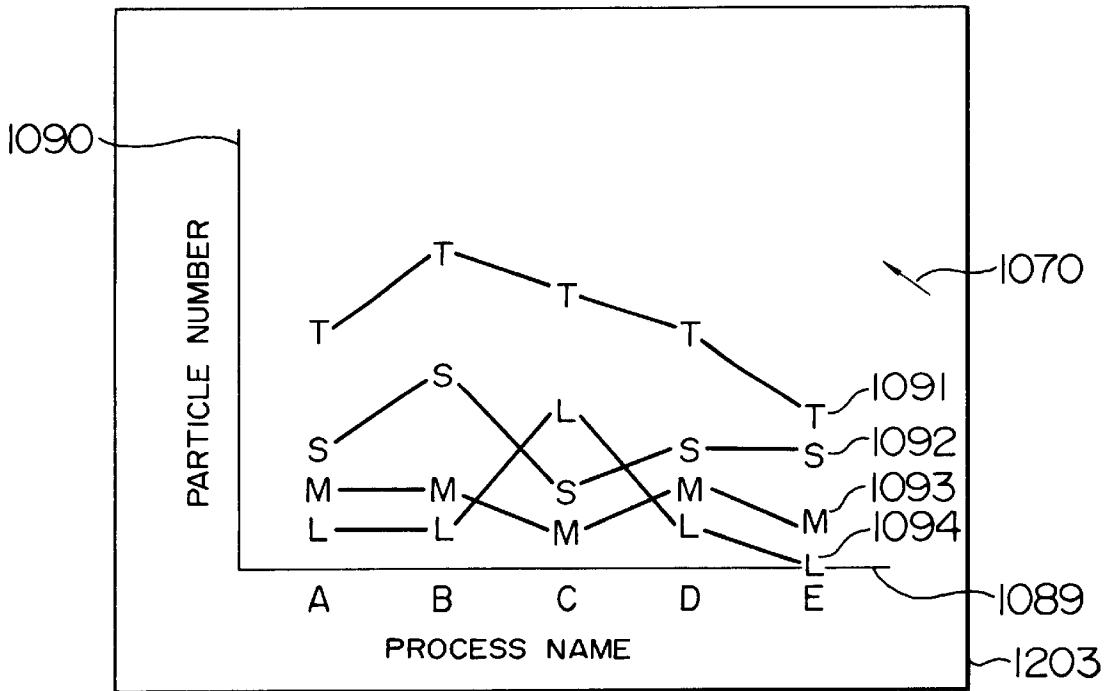 1090
PARTICLE NUMBER
T T T T T
S S S S S
M M M M M
L L L L L
1070
1091
1092
1093
1094
A B C D E
1089
PROCESS NAME
1203